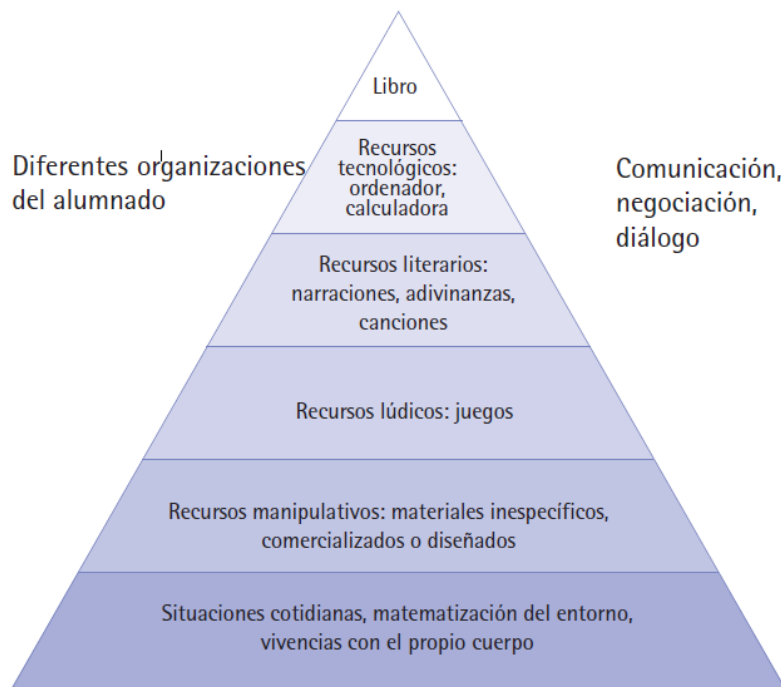 Libro
Recursos
tecnológicos:
ordenador,
calculadora
Diferentes organizaciones
del alumnado
Comunicación,
negociación,
diálogo
Recursos literarios:
narraciones, adivinanzas,
canciones
Recursos lúdicos: juegos
Recursos manipulativos: materiales inespecíficos,
comercializados o diseñados
Situaciones cotidianas, matematización del entorno,
vivencias con el propio cuerpo